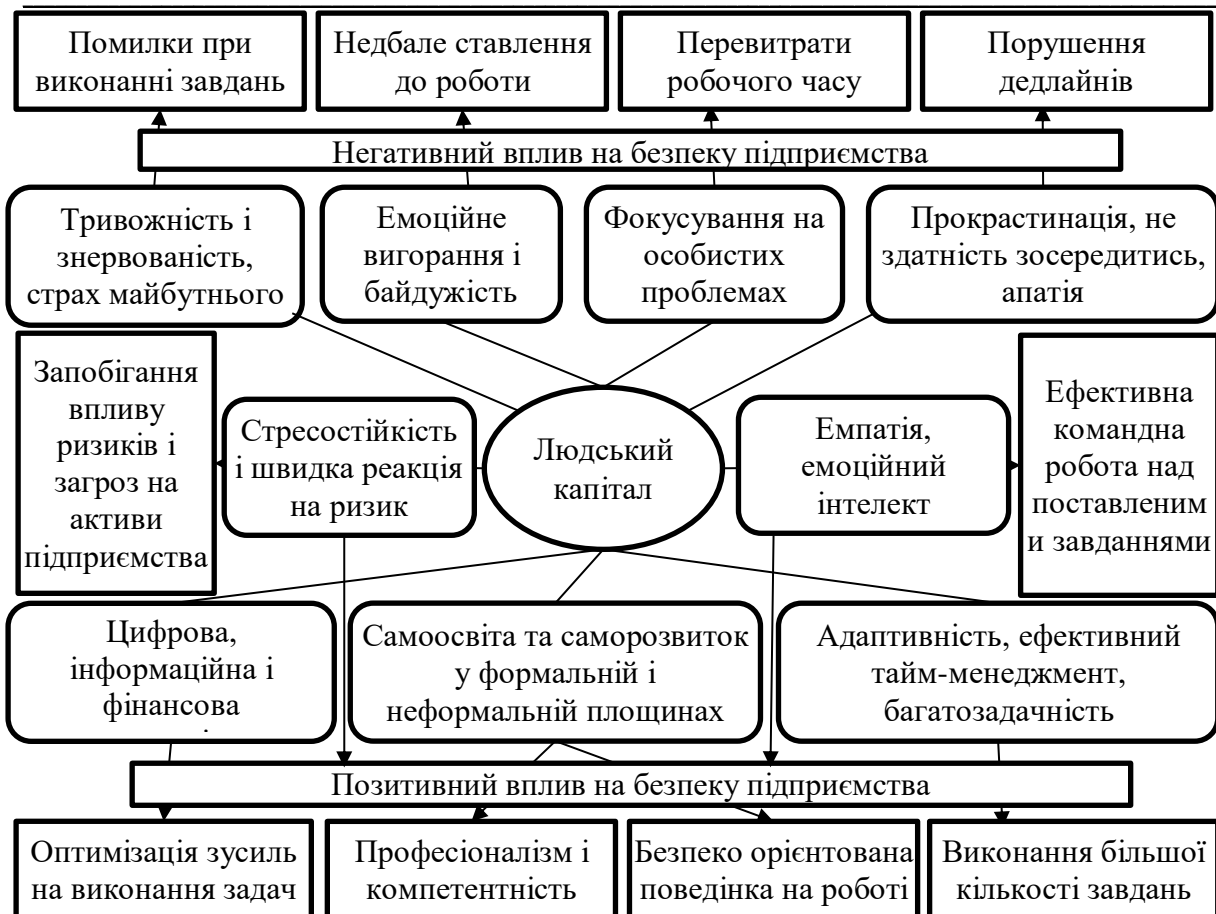 Помилки при
виконанні завдань
Недбале ставлення
до роботи
Перевитрати
робочого часу
Порушення
дедлайнів
Негативний вплив на безпеку підприємства
Тривожність і
знервованість,
страх майбутнього
Емоційне
вигорання і
байдужість
Фокусування на
особистих
проблемах
Прокрастинація, не
здатність зосередитись,
апатія
Запобігання
впливу
ризиків і
загроз на
активи
підприємства
Стресостійкість
і швидка реакція
на ризик
Людський
капітал
Емпатія,
емоційний
інтелект
Ефективна
командна
робота над
поставленим
и завданнями
Цифрова,
інформаційна і
фінансова
Самоосвіта та саморозвиток
у формальній і
неформальній площинах
Адаптивність, ефективний
тайм-менеджмент,
багатозадачність
Позитивний вплив на безпеку підприємства
Оптимізація зусиль
на виконання задач
Професіоналізм і
компетентність
Безпеко орієнтована
поведінка на роботі
Виконання більшої
кількості завдань